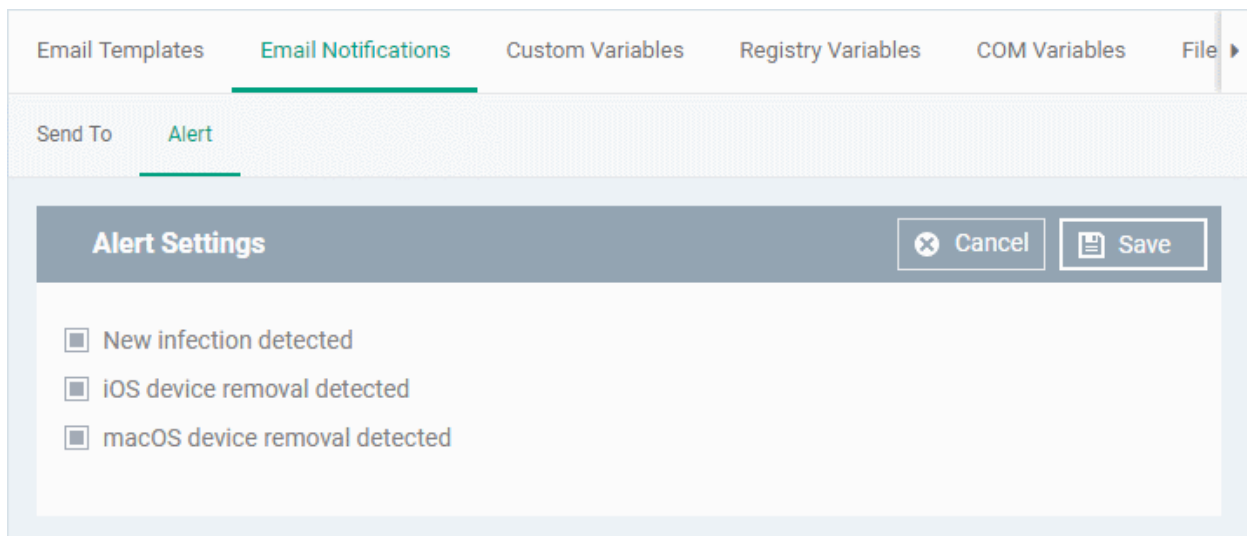 Email Templates Email Notifications Custom Variables Registry Variables COM Variables File
Send To Alert
Alert Settings Cancel Save
New infection detected
iOS device removal detected
macOS device removal detected